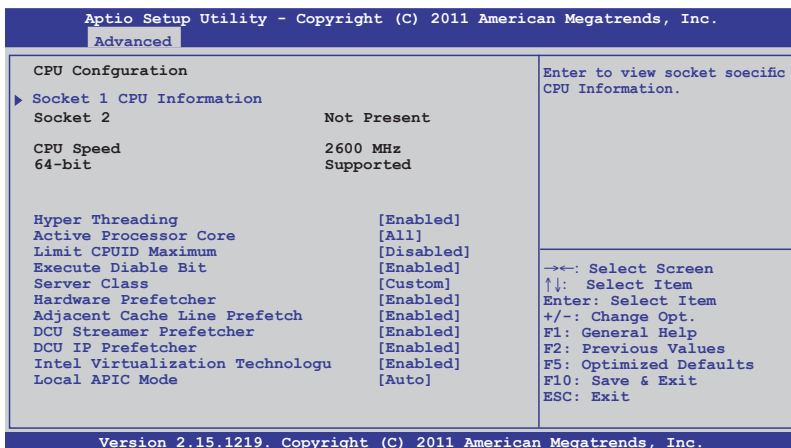 Aptio Setup Utility - Copyright (C) 2011 American Megatrends, Inc.
Advanced
CPU Confguration
Socket 1 CPU Information
Socket 2 Not Present
CPU Speed 2600 MHz
64-bit Supported
Hyper Threading [Enabled]
Active Processor Core [All]
Limit CPUID Maximum [Disabled]
Execute Diable Bit [Enabled]
Server Class [Custom]
Hardware Prefetcher [Enabled]
Adjacent Cache Line Prefetch [Enabled]
DCU Streamer Prefetcher [Enabled]
DCU IP Prefetcher [Enabled]
Intel Virtualization Technologu [Enabled]
Local APIC Mode [Auto]
Enter to view socket soecific
CPU Information.
→←: Select Screen
↑↓: Select Item
Enter: Select Item
+/-: Change Opt.
F1: General Help
F2: Previous Values
F5: Optimized Defaults
F10: Save & Exit
ESC: Exit
Version 2.15.1219. Copyright (C) 2011 American Megatrends, Inc.